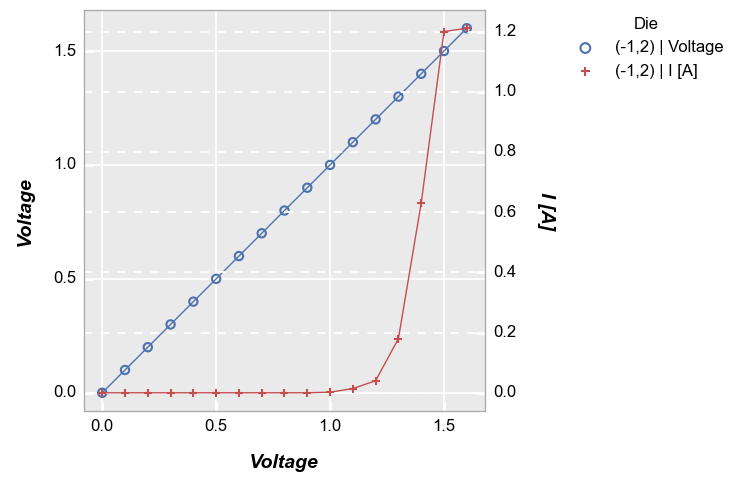 Die
(-1,2) | Voltage
(-1,2) | I [A]
1.5
1.0
0.5
0.0
Voltage
1.2
1.0
0.8
0.6
0.4
0.2
0.0
I [A]
0.0 0.5 1.0 1.5
Voltage